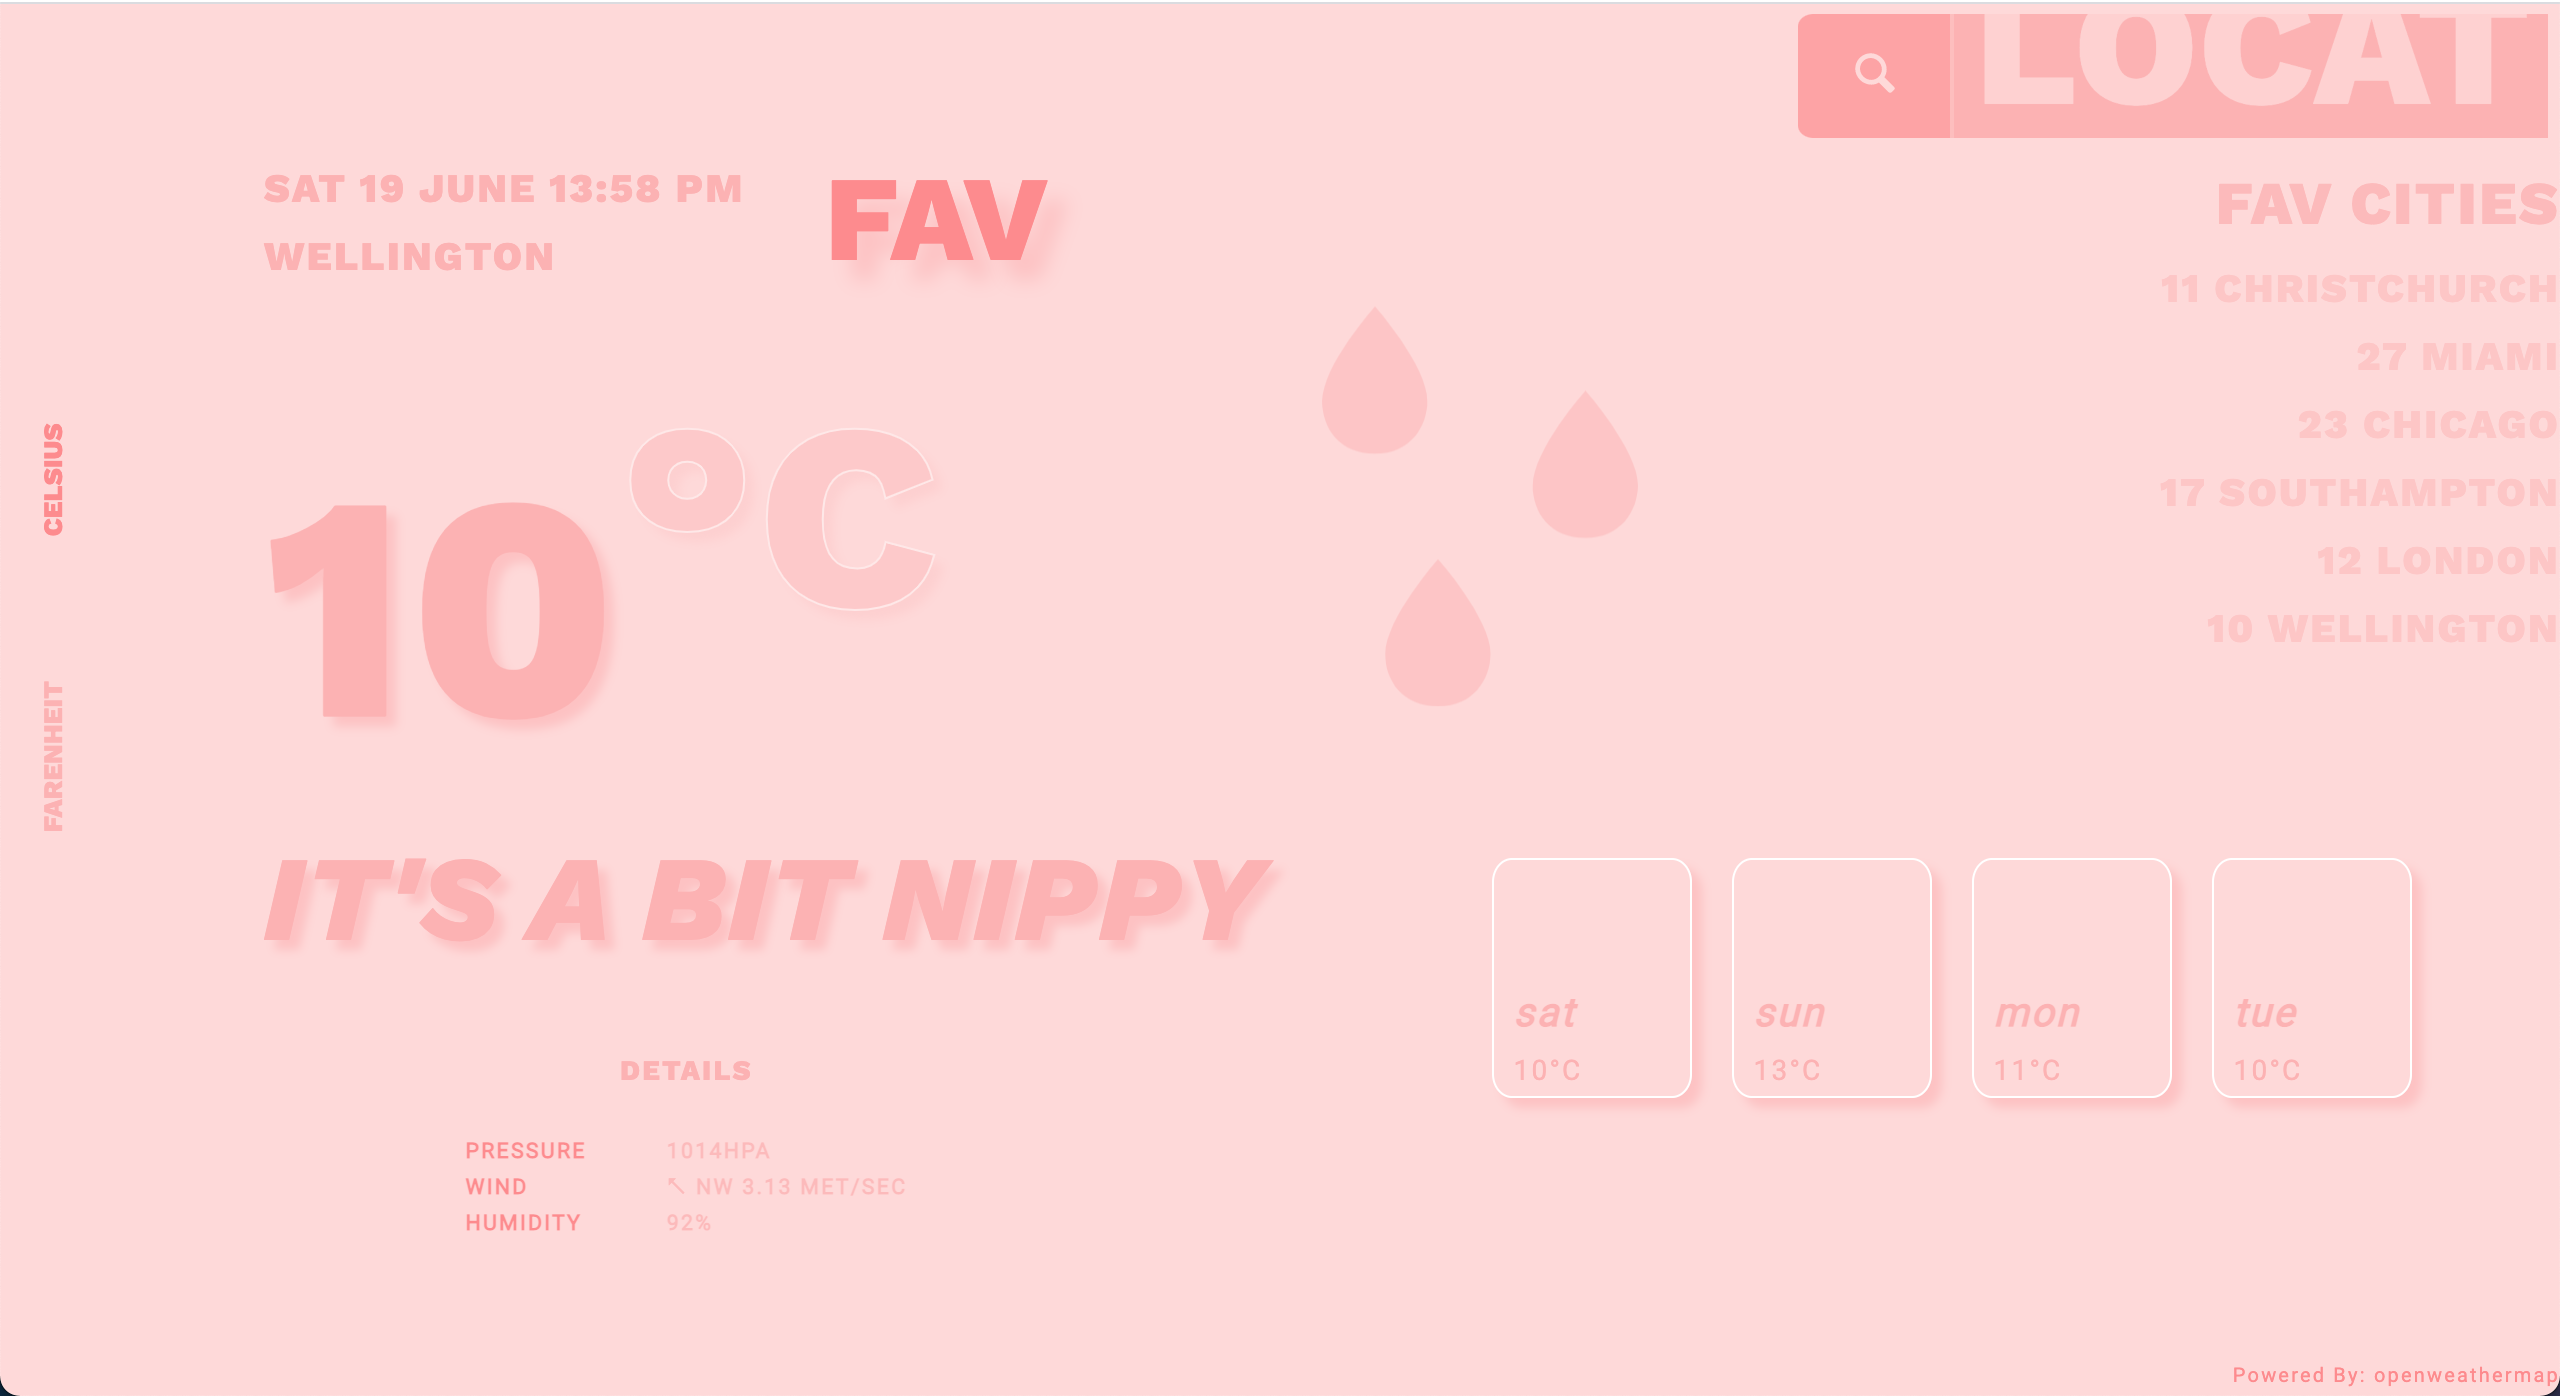 LOCAT
SAT 19 JUNE 13:58 PM
WELLINGTON
FAV
FAV CITIES
11 CHRISTCHURCH
27 MIAMI
23 CHICAGO
17 SOUTHAMPTON
12 LONDON
10 WELLINGTON
CELSIUS
FARENHEIT
10°C
IT'S A BIT NIPPY
sat
10°C
sun
13°C
mon
11°C
tue
10°C
DETAILS
PRESSURE 1014HPA
WIND ↖ NW 3.13 MET/SEC
HUMIDITY 92%
Powered By: openweathermap